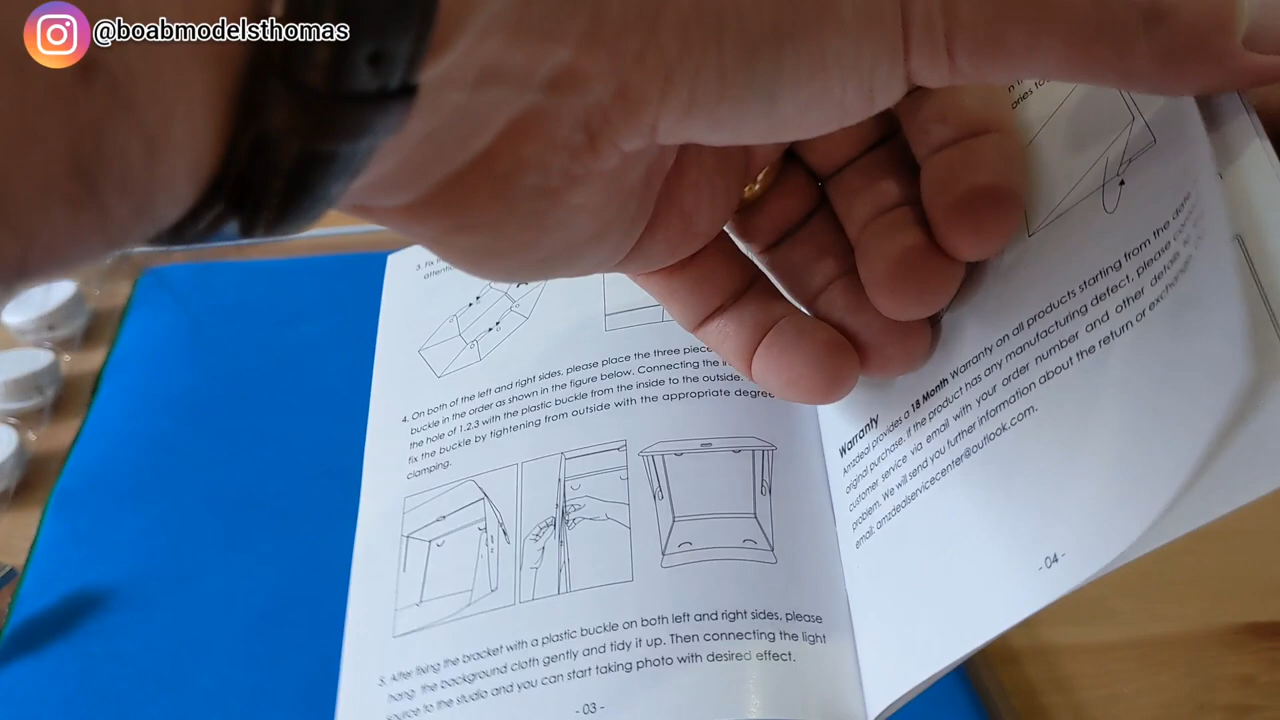 @boabmodelsthomas
3. Fix
4. On both of the left and right sides, please place the three
buckle in the order as shown in the figure below. Connecting the
the hole of 1.2.3 with the plastic buckle from the inside to the outside.
fix the buckle by tightening from outside with the appropriate degree
clamping.
5. After fixing the bracket with a plastic buckle on both left and right sides, please
hang the background cloth gently and tidy it up. Then connecting the light
source to the studio and you can start taking photo with desired effect.
- 03 -
Warranty
Amzdeal provides a 18 Month Warranty on all products starting from the date
original purchase. If the product has any manufacturing defect, please
customer service via email with your order number and other details
problem. We will send you further information about the return or
email: amzdealservicecenter@outlook.com.
- 04 -